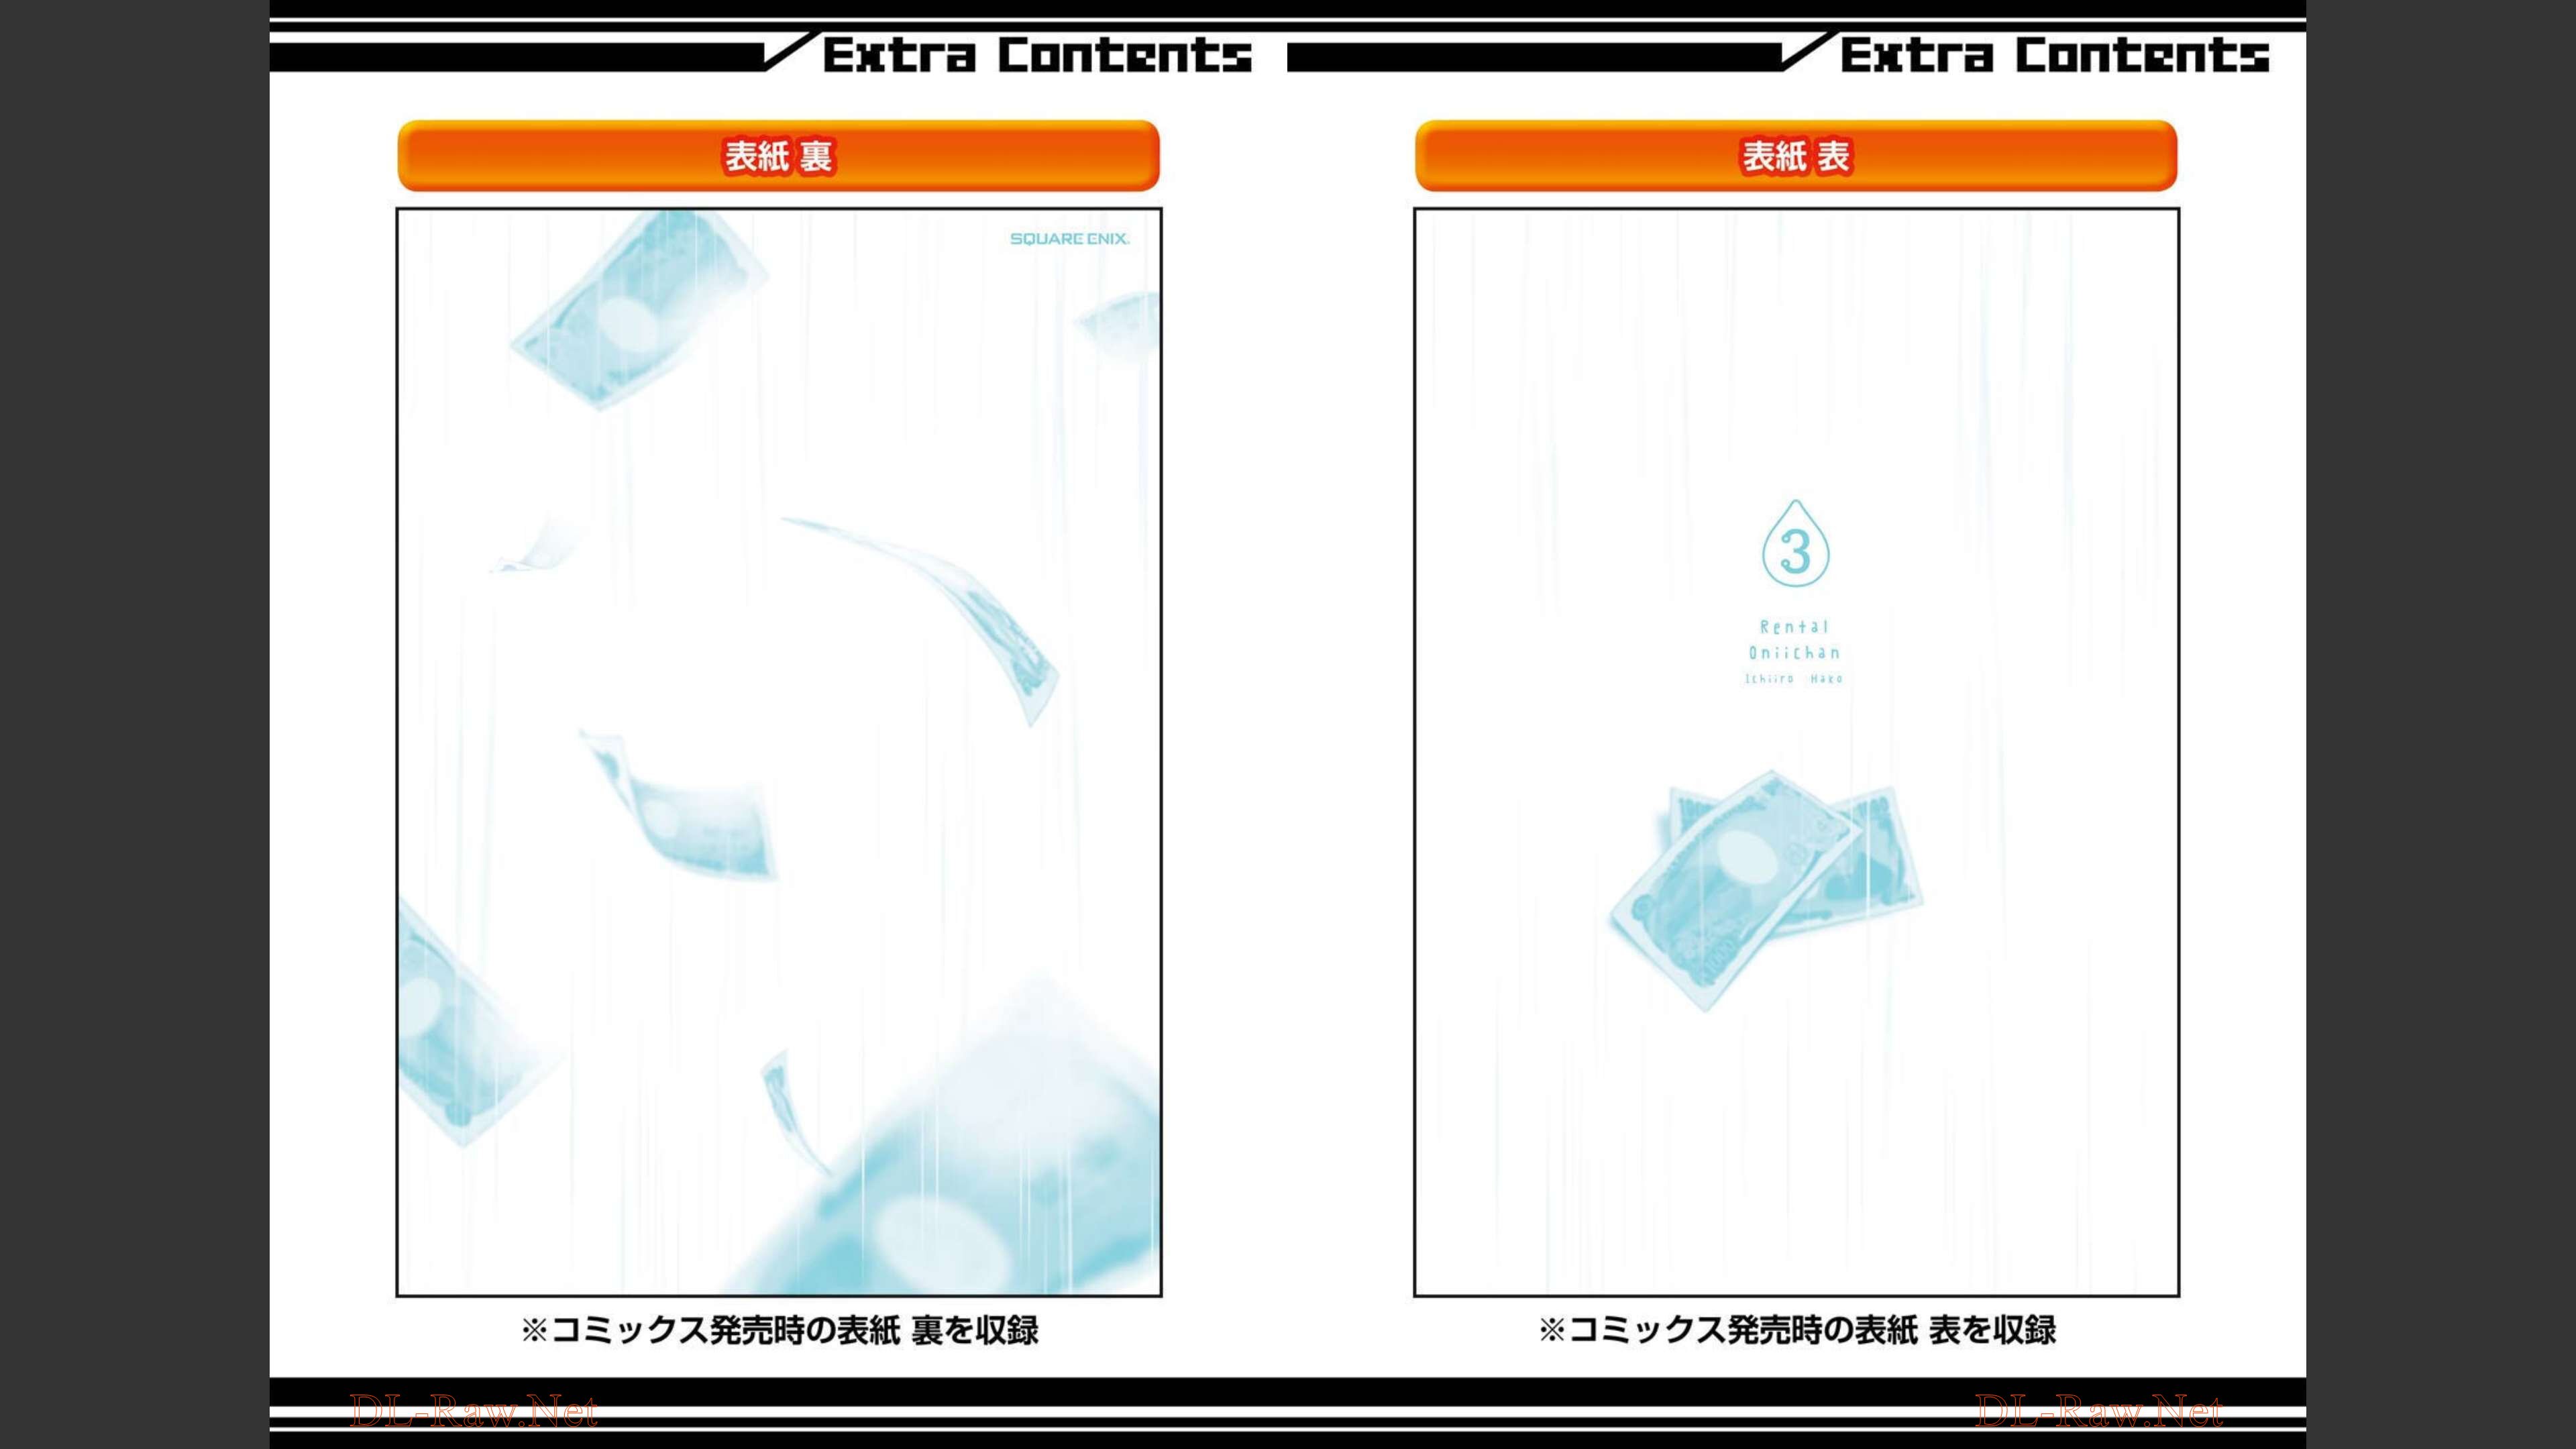 Extra Contents
表紙 裏
SQUARE ENIX.
※コミックス発売時の表紙 裏を収録
DL-Raw.Net
Extra Contents
表紙 表
3
Rental
Oniichan
Ichiiro Hako
※コミックス発売時の表紙 表を収録
DL-Raw.Net